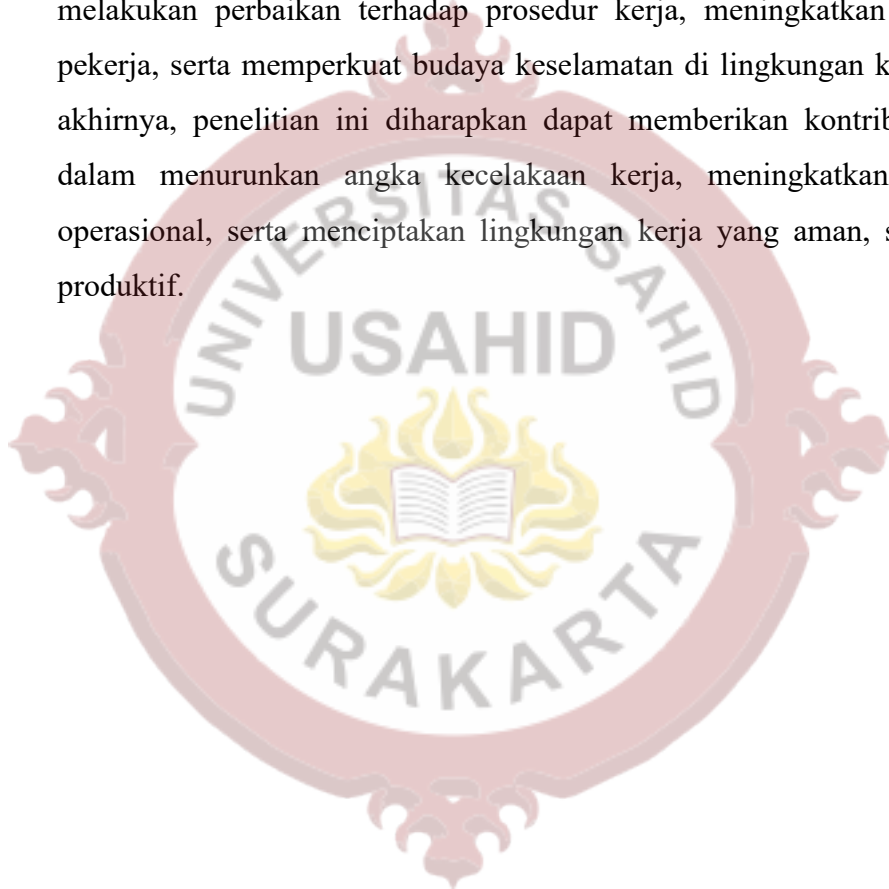 melakukan perbaikan terhadap prosedur kerja, meningkatkan
pekerja, serta memperkuat budaya keselamatan di lingkungan
akhirnya, penelitian ini diharapkan dapat memberikan
dalam menurunkan angka kecelakaan kerja, meningkatkan
operasional, serta menciptakan lingkungan kerja yang aman,
produktif.
UNIVERSITAS SAHID
USAHID
SURAKARTA